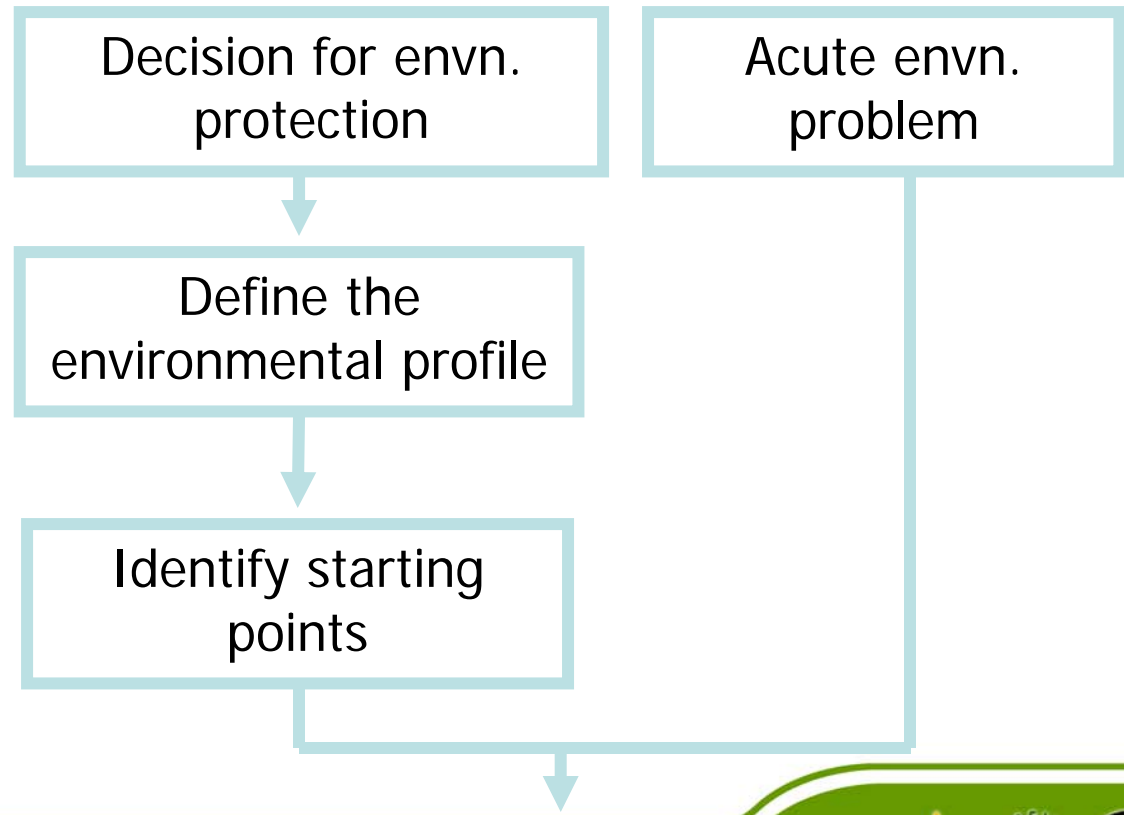 Decision for envn.
protection
Acute envn.
problem
Define the
environmental profile
Identify starting
points